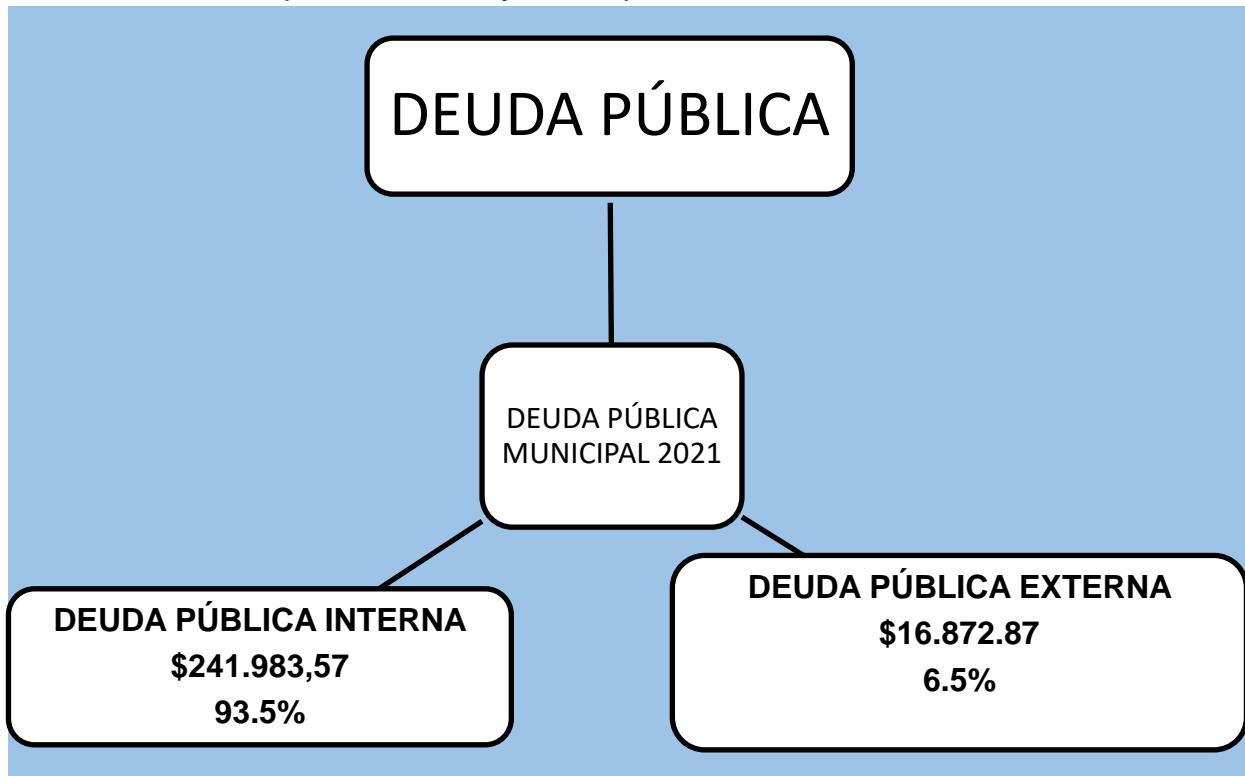 DEUDA PÚBLICA
DEUDA PÚBLICA
MUNICIPAL 2021
DEUDA PÚBLICA INTERNA
$241.983,57
93.5%
DEUDA PÚBLICA EXTERNA
$16.872.87
6.5%